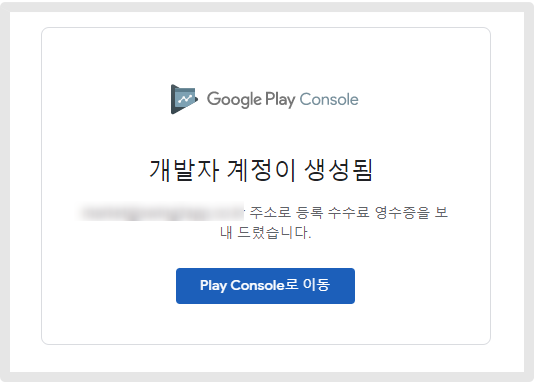 Google Play Console
개발자 계정이 생성됨
주소로 등록 수수료 영수증을 보
내 드렸습니다.
Play Console로 이동